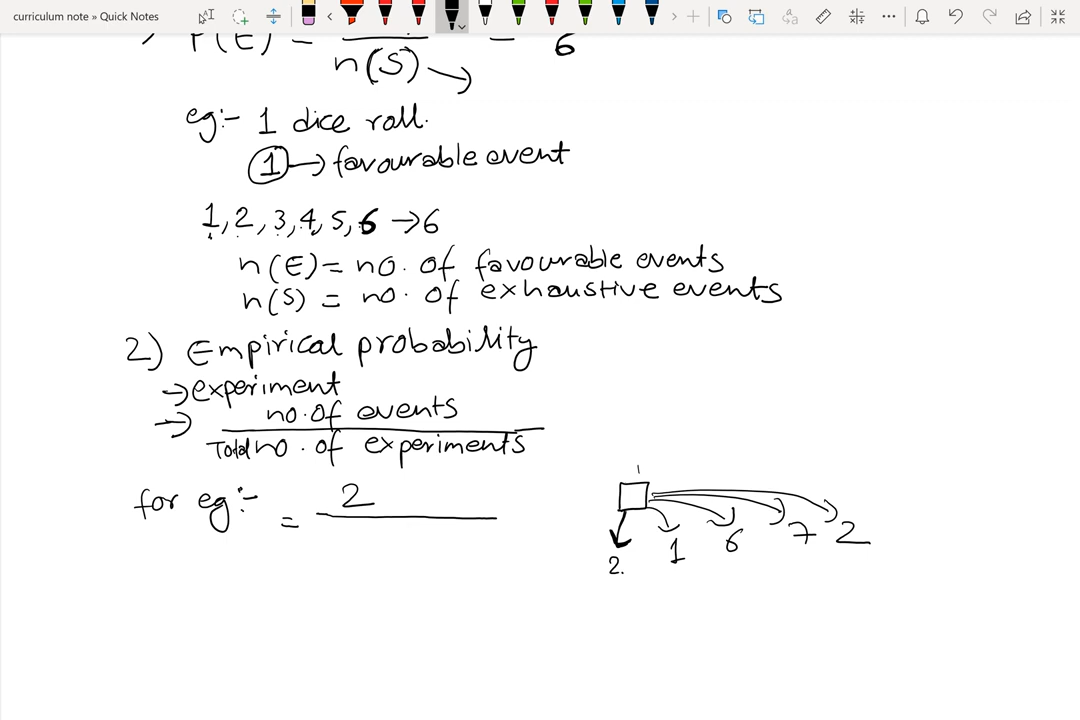 curriculum note » Quick Notes
P(E) = = 6
n(S) →
eg:- 1 dice roll.
1 → favourable event
1, 2, 3, 4, 5, 6 → 6
n(E) = no. of favourable events
n(S) = no. of exhaustive events
2) Empirical probability
→ experiment
→ no. of events
Total no. of experiments
for eg:- = 2
2. 1 6 7 2